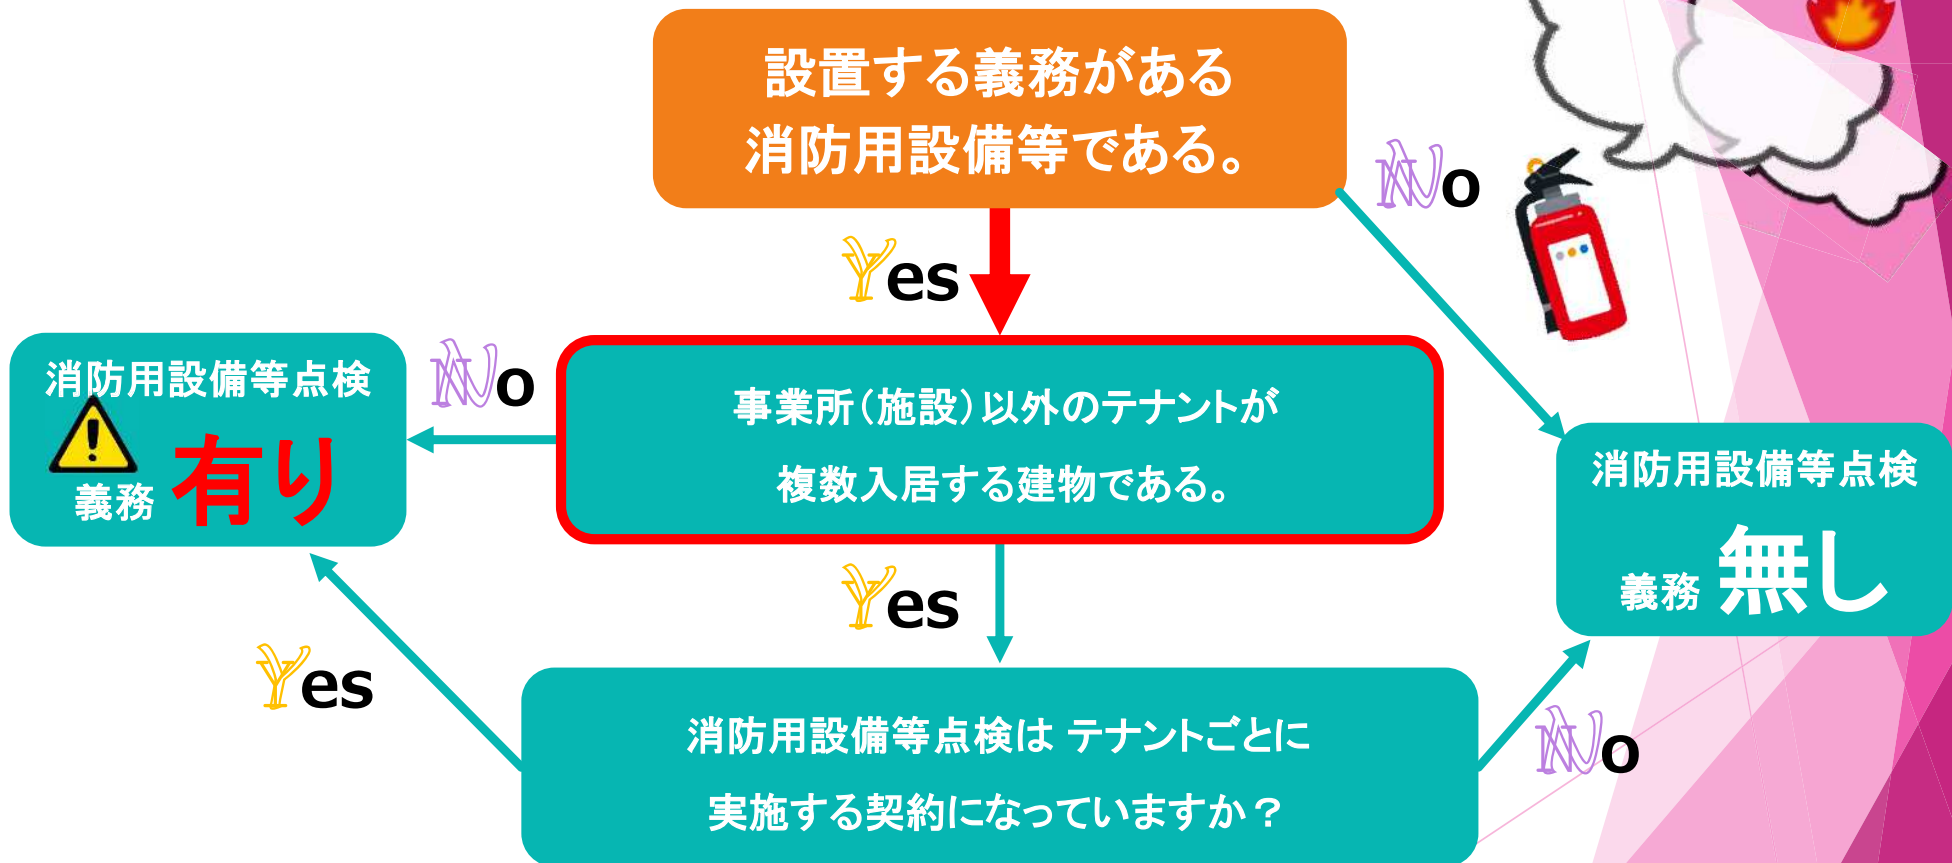 設置する義務がある
消防用設備等である。
No
Yes
消防用設備等点検
義務 有り
No
事業所（施設）以外のテナントが
複数入居する建物である。
消防用設備等点検
義務 無し
Yes
Yes
消防用設備等点検は テナントごとに
実施する契約になっていますか？
No